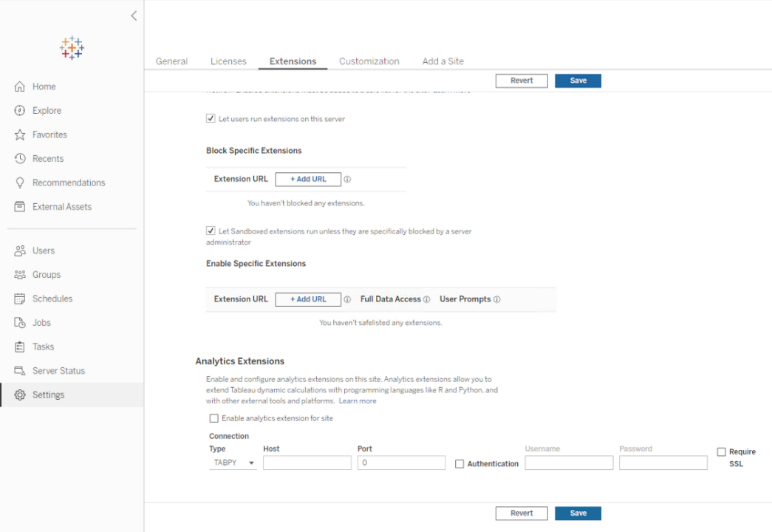 General Licenses Extensions Customization Add a Site
Revert Save
Home
Explore
Favorites
Recents
Recommendations
External Assets
Users
Groups
Schedules
Jobs
Tasks
Server Status
Settings
Let users run extensions on this server
Block Specific Extensions
Extension URL + Add URL
You haven't blocked any extensions.
Let Sandboxed extensions run unless they are specifically blocked by a server
administrator
Enable Specific Extensions
Extension URL + Add URL Full Data Access User Prompts
You haven't safelisted any extensions.
Analytics Extensions
Enable and configure analytics extensions on this site. Analytics extensions allow you to
extend Tableau dynamic calculations with programming languages like R and Python, and
with other external tools and platforms. Learn more
Enable analytics extension for site
Connection
Type Host Port Username Password Require
TABPY 0 Authentication SSL
Revert Save